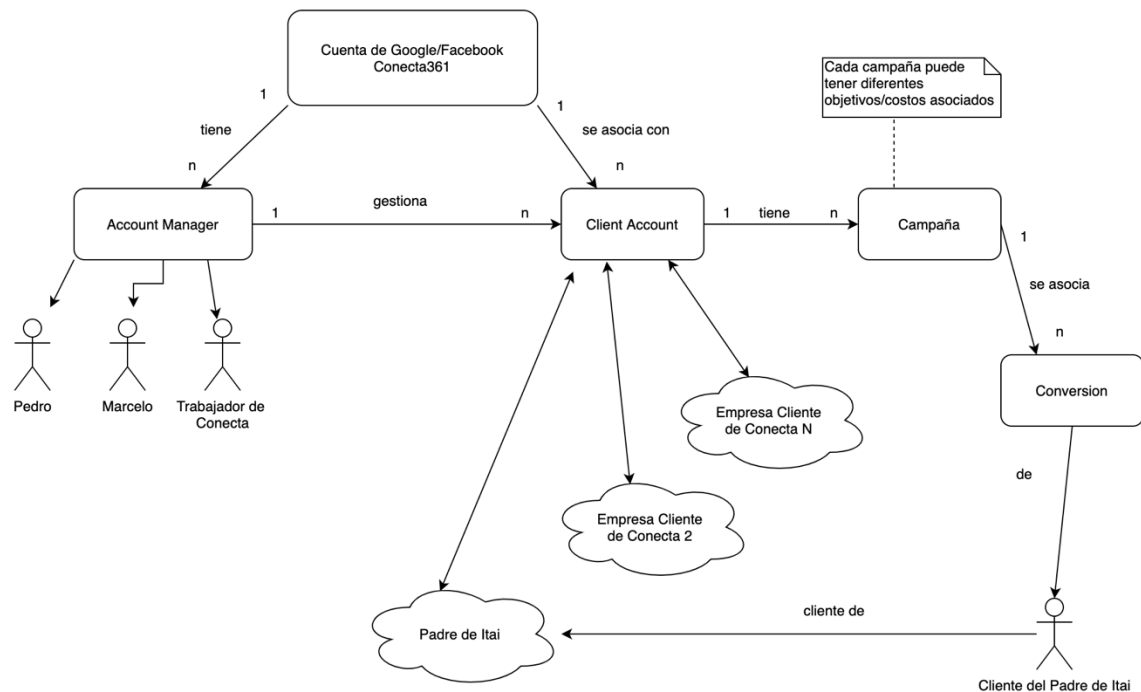 Cuenta de Google/Facebook
Conecta361
Cada campaña puede
tener diferentes
objetivos/costos asociados
1
1
tiene
se asocia con
n
n
Account Manager
1
gestiona
n
Client Account
1
tiene
n
Campaña
1
se asocia
n
Pedro
Marcelo
Trabajador de
Conecta
Conversion
Empresa Cliente
de Conecta N
de
Empresa Cliente
de Conecta 2
cliente de
Padre de Itai
Cliente del Padre de Itai